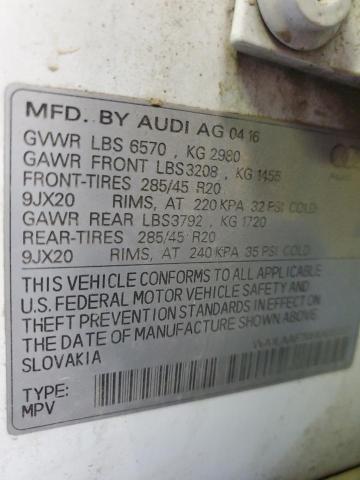 MFD. BY AUDI AG 04 16
GVWR LBS 6570 , KG 2980
GAWR FRONT LBS3208 , KG 1455
FRONT-TIRES 285/45 R20
9JX20 RIMS, AT 220 KPA 32 PSI COLD
GAWR REAR LBS3792 , KG 1720
REAR-TIRES 285/45 R20
9JX20 RIMS, AT 240 KPA 35 PSI COLD
THIS VEHICLE CONFORMS TO ALL APPLICABLE
U.S. FEDERAL MOTOR VEHICLE SAFETY AND
THEFT PREVENTION STANDARDS IN EFFECT ON
THE DATE OF MANUFACTURE SHOWN ABOVE.
SLOVAKIA
TYPE:
MPV